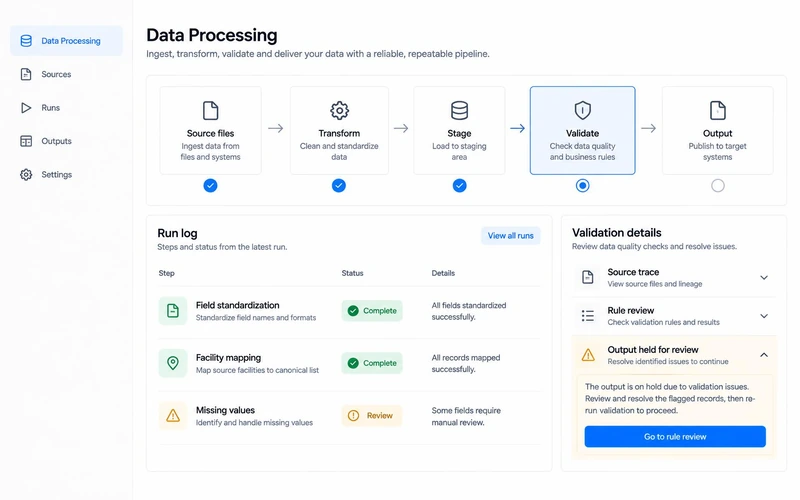 Data Processing
Sources
Runs
Outputs
Settings
Data Processing
Ingest, transform, validate and deliver your data with a reliable, repeatable pipeline.
Source files
Ingest data from
files and systems
Transform
Clean and standardize
data
Stage
Load to staging
area
Validate
Check data quality
and business rules
Output
Publish to target
systems
Run log
Steps and status from the latest run.
View all runs
Step
Status
Details
Field standardization
Standardize field names and formats
Complete
All fields standardized
successfully.
Facility mapping
Map source facilities to canonical list
Complete
All records mapped
successfully.
Missing values
Identify and handle missing values
Review
Some fields require
manual review.
Validation details
Review data quality checks and resolve issues.
Source trace
View source files and lineage
Rule review
Check validation rules and results
Output held for review
Resolve identified issues to continue
The output is on hold due to validation issues.
Review and resolve the flagged records, then re-
run validation to proceed.
Go to rule review